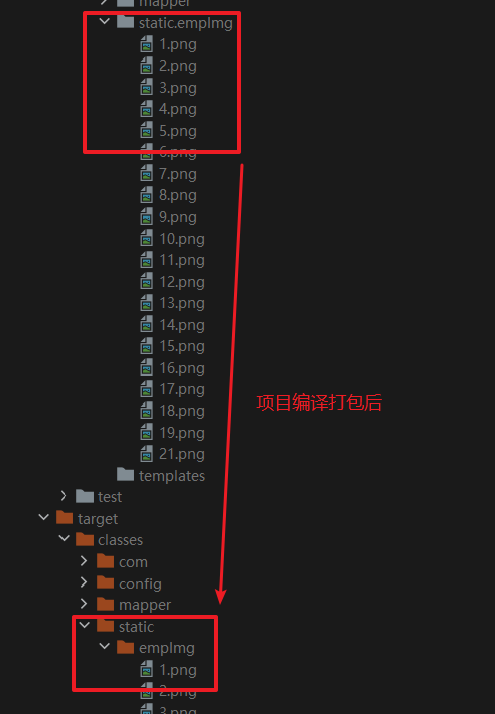 mapper
static.empImg
1.png
2.png
3.png
4.png
5.png
6.png
7.png
8.png
9.png
10.png
11.png
12.png
13.png
14.png
15.png
16.png
17.png
项目编译打包后
18.png
19.png
21.png
templates
test
target
classes
com
config
mapper
static
empImg
1.png
2.png
3.png